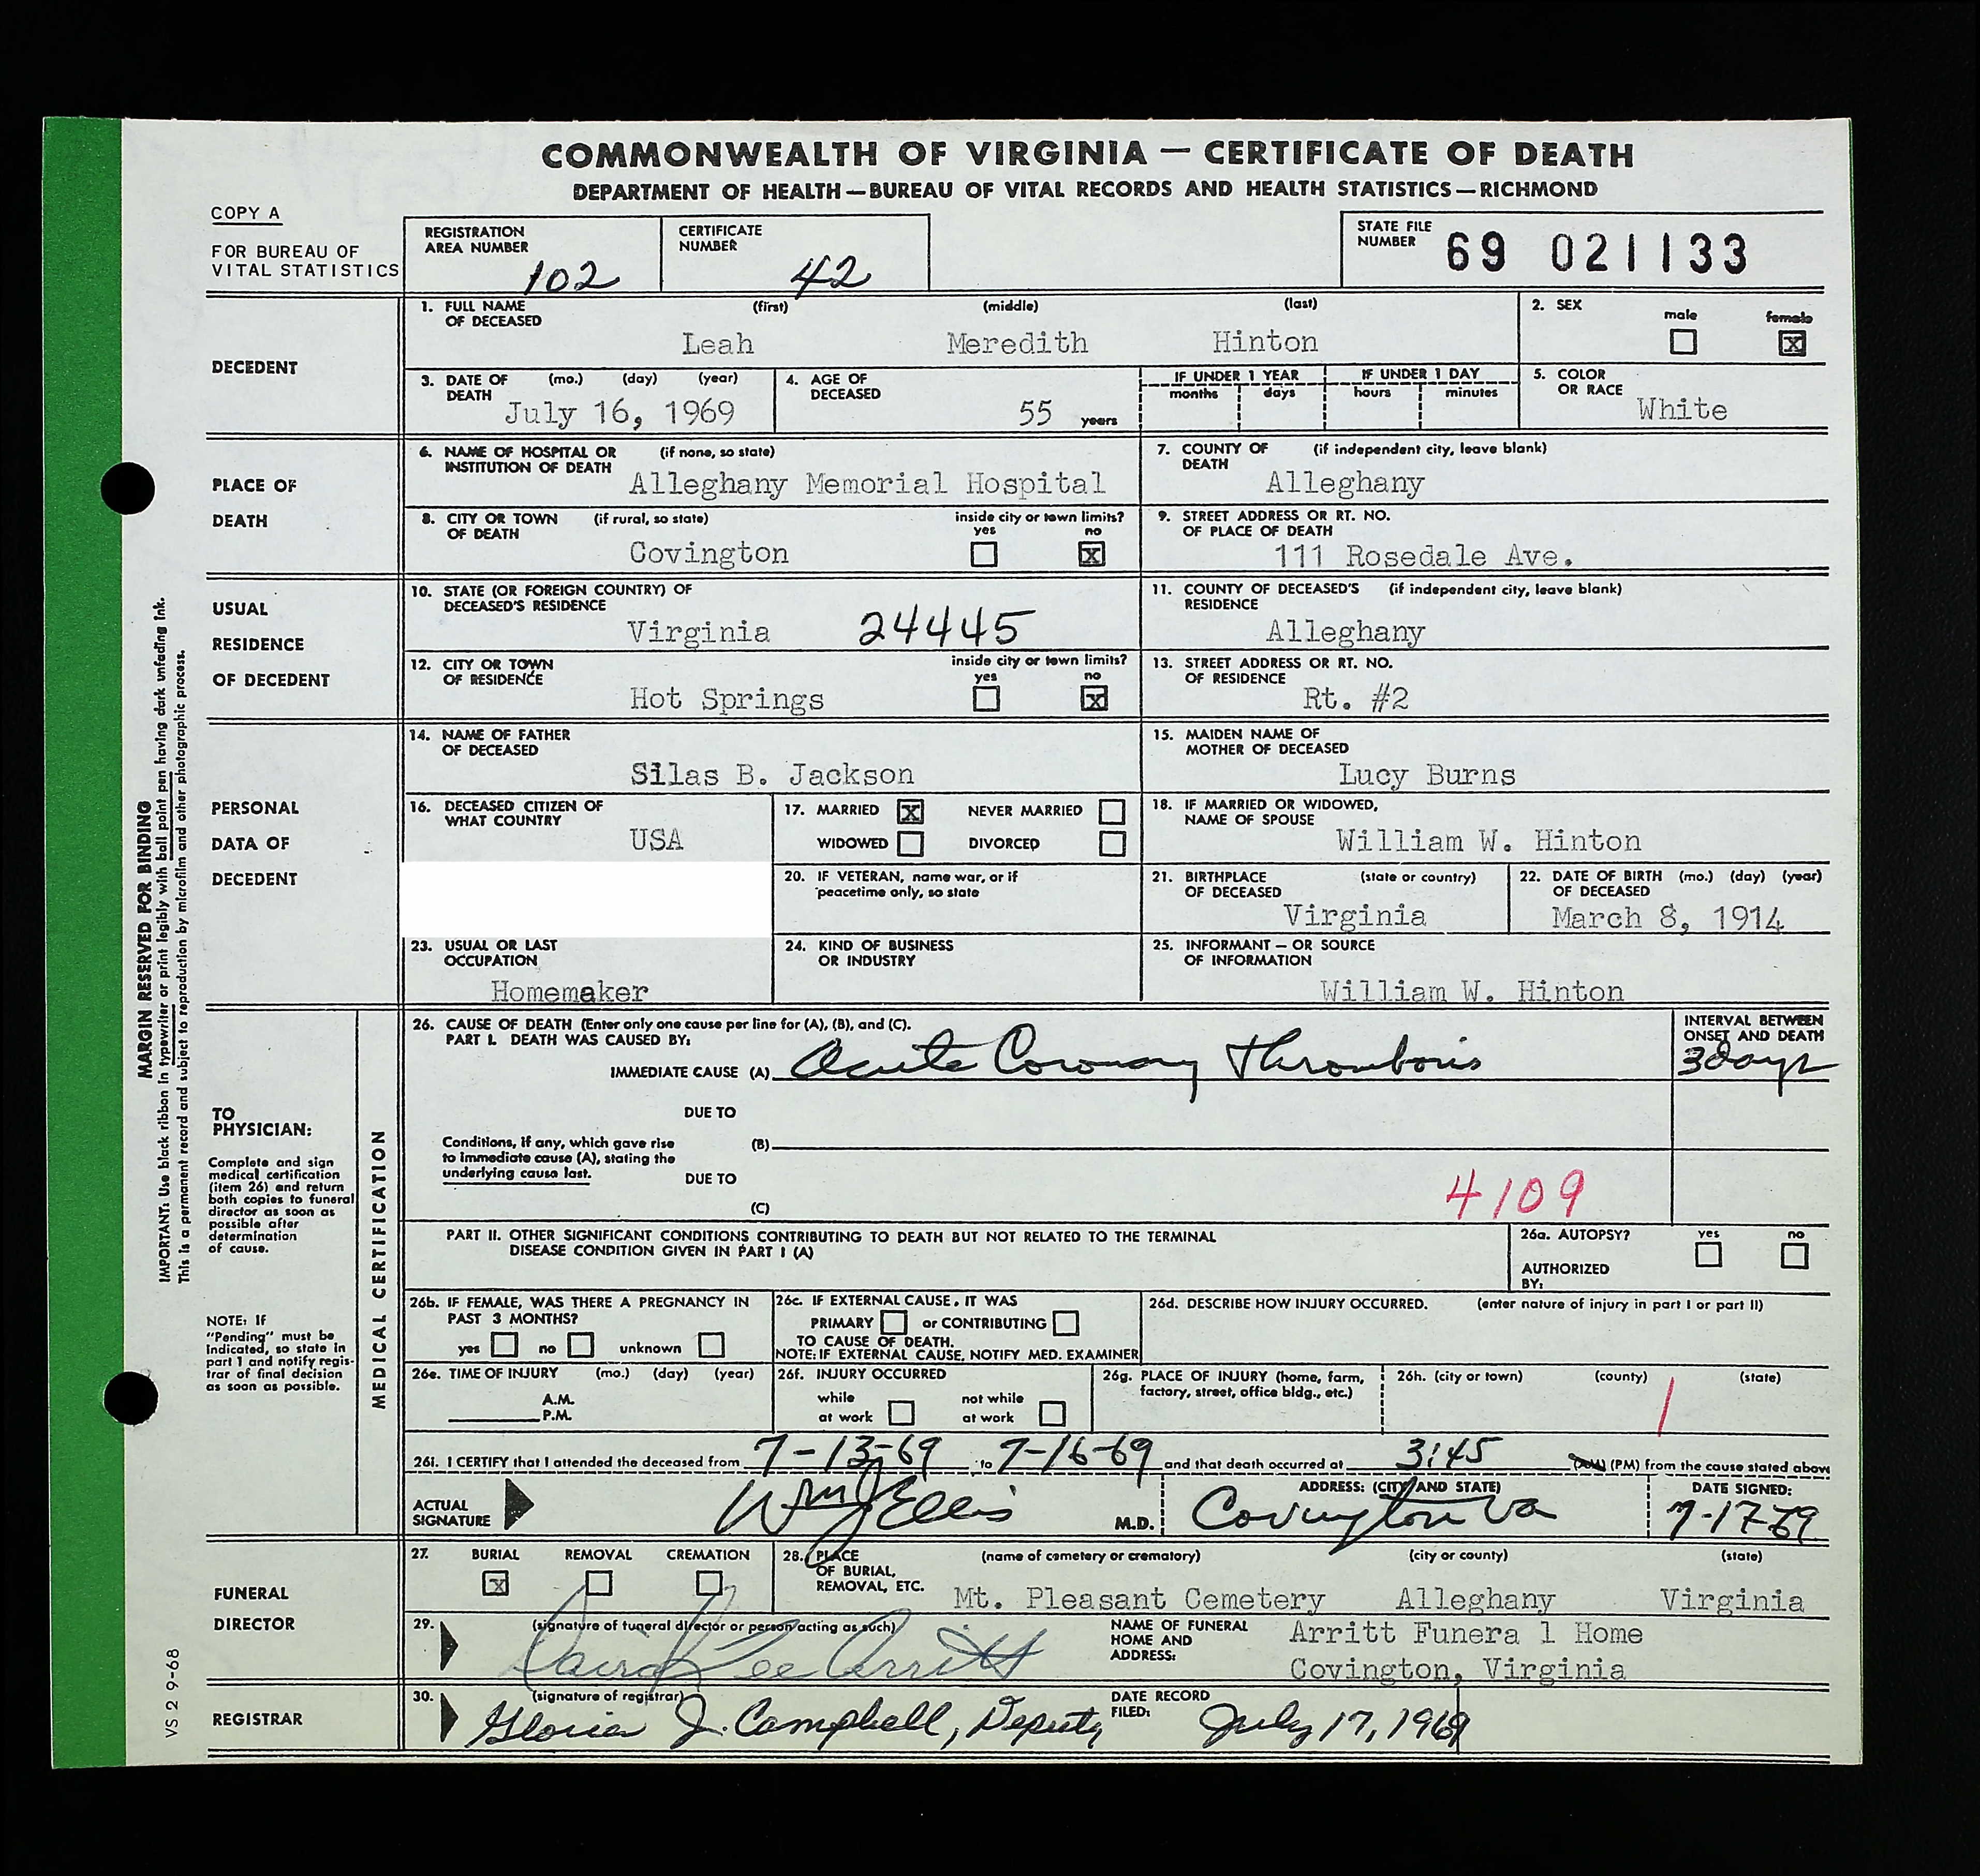 COMMONWEALTH OF VIRGINIA — CERTIFICATE OF DEATH
DEPARTMENT OF HEALTH — BUREAU OF VITAL RECORDS AND HEALTH STATISTICS — RICHMOND
COPY A
FOR BUREAU OF
VITAL STATISTICS
REGISTRATION
AREA NUMBER
102
CERTIFICATE
NUMBER
42
STATE FILE
NUMBER
69 021133
DECEDENT
1. FULL NAME (first) (middle) (last)
OF DECEASED
Leah Meredith Hinton
2. SEX
male female
X
3. DATE OF (mo.) (day) (year)
DEATH
July 16, 1969
4. AGE OF
DECEASED
55 years
IF UNDER 1 YEAR
months days
IF UNDER 1 DAY
hours minutes
5. COLOR
OR RACE
White
PLACE OF
DEATH
6. NAME OF HOSPITAL OR (if none, so state)
INSTITUTION OF DEATH
Alleghany Memorial Hospital
7. COUNTY OF (if independent city, leave blank)
DEATH
Alleghany
8. CITY OR TOWN (if rural, so state)
OF DEATH
Covington
inside city or town limits?
yes no
X
9. STREET ADDRESS OR RT. NO.
OF PLACE OF DEATH
111 Rosedale Ave.
USUAL
RESIDENCE
OF DECEDENT
10. STATE (OR FOREIGN COUNTRY) OF
DECEASED'S RESIDENCE
Virginia 24445
11. COUNTY OF DECEASED'S (if independent city, leave blank)
RESIDENCE
Alleghany
12. CITY OR TOWN
OF RESIDENCE
Hot Springs
inside city or town limits?
yes no
X
13. STREET ADDRESS OR RT. NO.
OF RESIDENCE
Rt. #2
PERSONAL
DATA OF
DECEDENT
14. NAME OF FATHER
OF DECEASED
Silas B. Jackson
15. MAIDEN NAME OF
MOTHER OF DECEASED
Lucy Burns
16. DECEASED CITIZEN OF
WHAT COUNTRY
USA
17. MARRIED X NEVER MARRIED
WIDOWED DIVORCED
18. IF MARRIED OR WIDOWED,
NAME OF SPOUSE
William W. Hinton
20. IF VETERAN, name war, or if
peacetime only, so state
21. BIRTHPLACE (state or country)
OF DECEASED
Virginia
22. DATE OF BIRTH (mo.) (day) (year)
OF DECEASED
March 8, 1914
23. USUAL OR LAST
OCCUPATION
Homemaker
24. KIND OF BUSINESS
OR INDUSTRY
25. INFORMANT — OR SOURCE
OF INFORMATION
William W. Hinton
MARGIN RESERVED FOR BINDING
IMPORTANT: Use black ribbon in typewriter or print legibly with ball point pen having dark unfading ink.
This is a permanent record and subject to reproduction by microfilm and other photographic process.
VS 2 9-68
TO
PHYSICIAN:
Complete and sign
medical certification
(item 26) and return
both copies to funeral
director as soon as
possible after
determination
of cause.
NOTE: If
"Pending" must be
indicated, so state in
part 1 and notify regis-
trar of final decision
as soon as possible.
MEDICAL CERTIFICATION
26. CAUSE OF DEATH (Enter only one cause per line for (A), (B), and (C).
PART I. DEATH WAS CAUSED BY:
IMMEDIATE CAUSE (A) Acute Coronary Thrombosis
INTERVAL BETWEEN
ONSET AND DEATH
3 days
DUE TO
(B)
Conditions, if any, which gave rise
to immediate cause (A), stating the
underlying cause last.
DUE TO
(C)
4109
PART II. OTHER SIGNIFICANT CONDITIONS CONTRIBUTING TO DEATH BUT NOT RELATED TO THE TERMINAL
DISEASE CONDITION GIVEN IN PART I (A)
26a. AUTOPSY? yes no
AUTHORIZED
BY:
26b. IF FEMALE, WAS THERE A PREGNANCY IN
PAST 3 MONTHS?
yes no unknown
26c. IF EXTERNAL CAUSE, IT WAS
PRIMARY or CONTRIBUTING
TO CAUSE OF DEATH.
NOTE: IF EXTERNAL CAUSE, NOTIFY MED. EXAMINER
26d. DESCRIBE HOW INJURY OCCURRED. (enter nature of injury in part I or part II)
26e. TIME OF INJURY (mo.) (day) (year)
A.M.
P.M.
26f. INJURY OCCURRED
while at work not while at work
26g. PLACE OF INJURY (home, farm,
factory, street, office bldg., etc.)
26h. (city or town) (county) (state)
1
26i. I CERTIFY that I attended the deceased from 7-13-69 to 7-16-69 and that death occurred at 3:45 (AM) (PM) from the cause stated above
ACTUAL
SIGNATURE
Wm J Ellis M.D.
ADDRESS: (CITY AND STATE)
Covington Va
DATE SIGNED:
7-17-69
FUNERAL
DIRECTOR
27. BURIAL REMOVAL CREMATION
X
28. PLACE (name of cemetery or crematory) (city or county) (state)
OF BURIAL,
REMOVAL, ETC.
Mt. Pleasant Cemetery Alleghany Virginia
29. (signature of funeral director or person acting as such)
David Lee Arritt
NAME OF FUNERAL
HOME AND
ADDRESS:
Arritt Funera l Home
Covington, Virginia
REGISTRAR
30. (signature of registrar)
Gloria J. Campbell, Deputy
DATE RECORD
FILED:
July 17, 1969